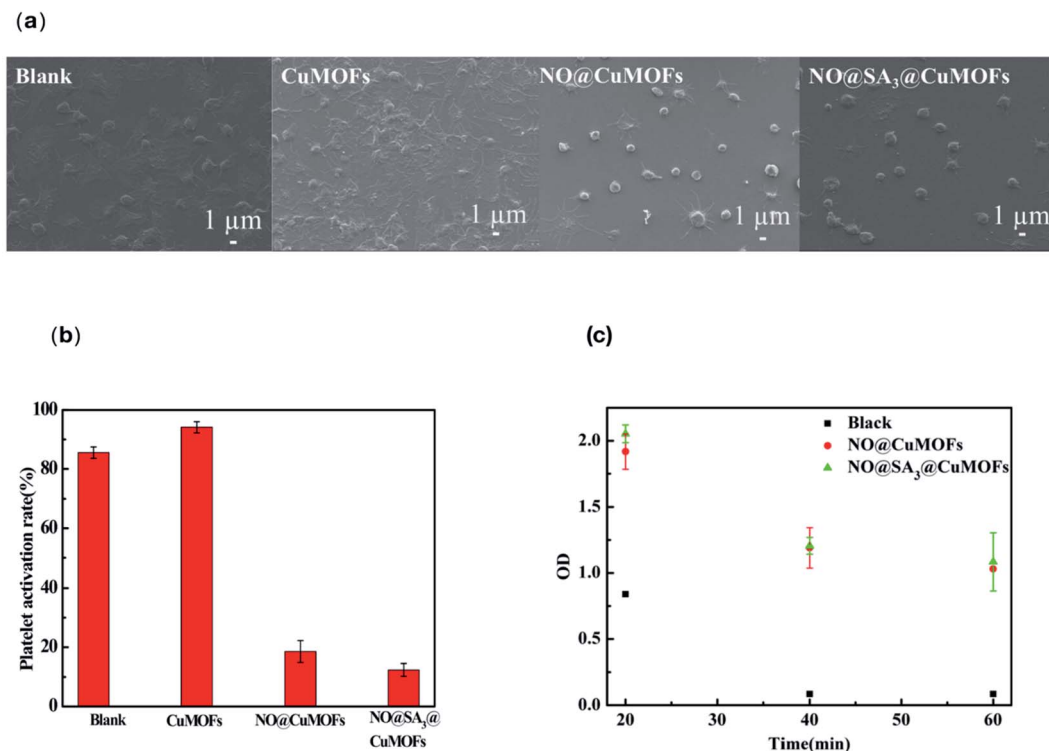 (a)
Blank
CuMOFs
NO@CuMOFs
NO@SA3@CuMOFs
1 µm
1 µm
1 µm
1 µm
(b)
Platelet activation rate(%)
100
80
60
40
20
0
Blank
CuMOFs
NO@CuMOFs
NO@SA3@
CuMOFs
(c)
OD
2.0
1.5
1.0
0.5
0.0
Black
NO@CuMOFs
NO@SA3@CuMOFs
20
30
40
50
60
Time(min)